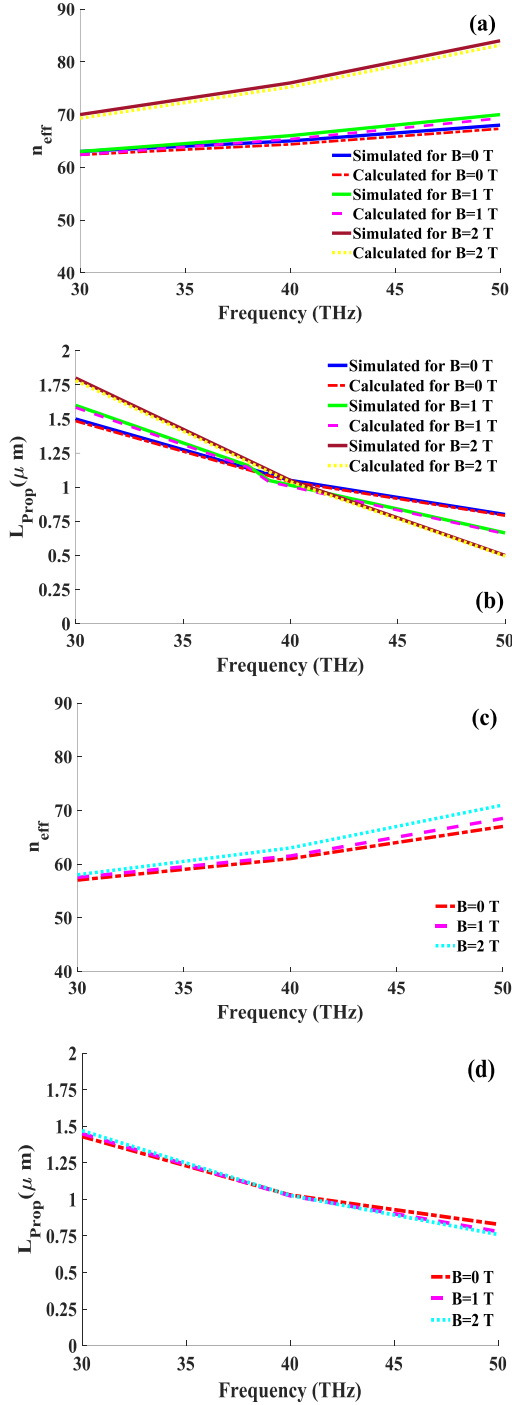 (a)
90
80
70
60
50
40
n_eff
Simulated for B=0 T
Calculated for B=0 T
Simulated for B=1 T
Calculated for B=1 T
Simulated for B=2 T
Calculated for B=2 T
30 35 40 45 50
Frequency (THz)
2
1.75
1.5
1.25
1
0.75
0.5
0.25
0
L_Prop(μ m)
Simulated for B=0 T
Calculated for B=0 T
Simulated for B=1 T
Calculated for B=1 T
Simulated for B=2 T
Calculated for B=2 T
(b)
30 35 40 45 50
Frequency (THz)
(c)
90
80
70
60
50
40
n_eff
B=0 T
B=1 T
B=2 T
30 35 40 45 50
Frequency (THz)
(d)
2
1.75
1.5
1.25
1
0.75
0.5
0.25
0
L_Prop(μ m)
B=0 T
B=1 T
B=2 T
30 35 40 45 50
Frequency (THz)